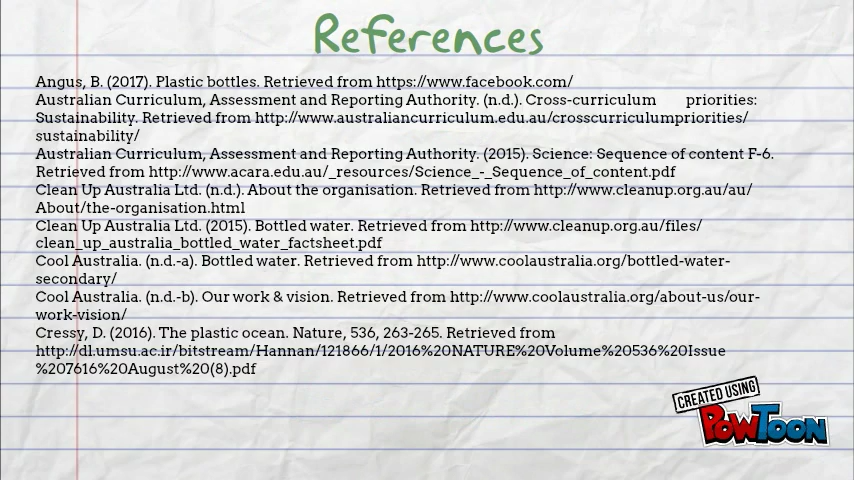 References
Angus, B. (2017). Plastic bottles. Retrieved from https://www.facebook.com/
Australian Curriculum, Assessment and Reporting Authority. (n.d.). Cross-curriculum priorities:
Sustainability. Retrieved from http://www.australiancurriculum.edu.au/crosscurriculumpriorities/
sustainability/
Australian Curriculum, Assessment and Reporting Authority. (2015). Science: Sequence of content F-6.
Retrieved from http://www.acara.edu.au/_resources/Science_-_Sequence_of_content.pdf
Clean Up Australia Ltd. (n.d.). About the organisation. Retrieved from http://www.cleanup.org.au/au/
About/the-organisation.html
Clean Up Australia Ltd. (2015). Bottled water. Retrieved from http://www.cleanup.org.au/files/
clean_up_australia_bottled_water_factsheet.pdf
Cool Australia. (n.d.-a). Bottled water. Retrieved from http://www.coolaustralia.org/bottled-water-
secondary/
Cool Australia. (n.d.-b). Our work & vision. Retrieved from http://www.coolaustralia.org/about-us/our-
work-vision/
Cressy, D. (2016). The plastic ocean. Nature, 536, 263-265. Retrieved from
http://dl.umsu.ac.ir/bitstream/Hannan/121866/1/2016%20NATURE%20Volume%20536%20Issue
%207616%20August%20(8).pdf
CREATED USING
POWTOON